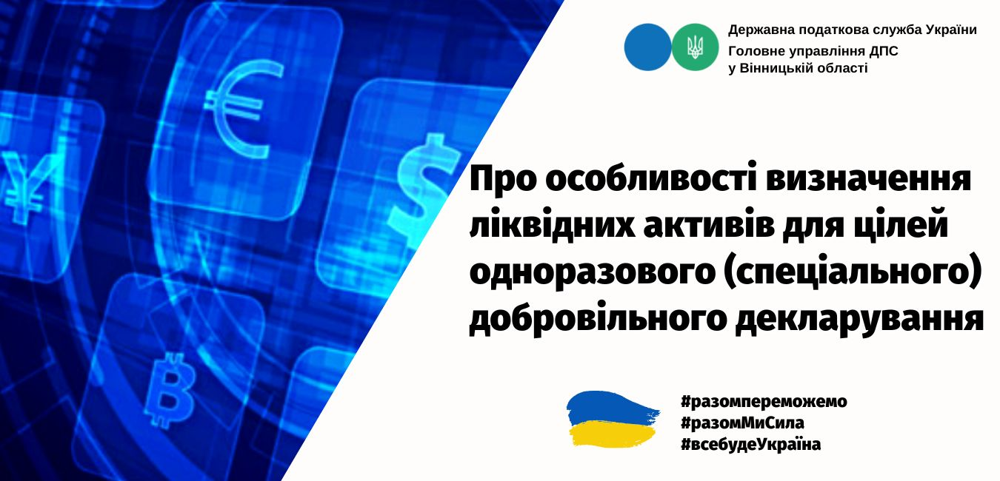 Державна податкова служба України
Головне управління ДПС
у Вінницькій області
Про особливості визначення
ліквідних активів для цілей
одноразового (спеціального)
добровільного декларування
#разомпереможемо
#разомМиСила
#всебудеУкраїна